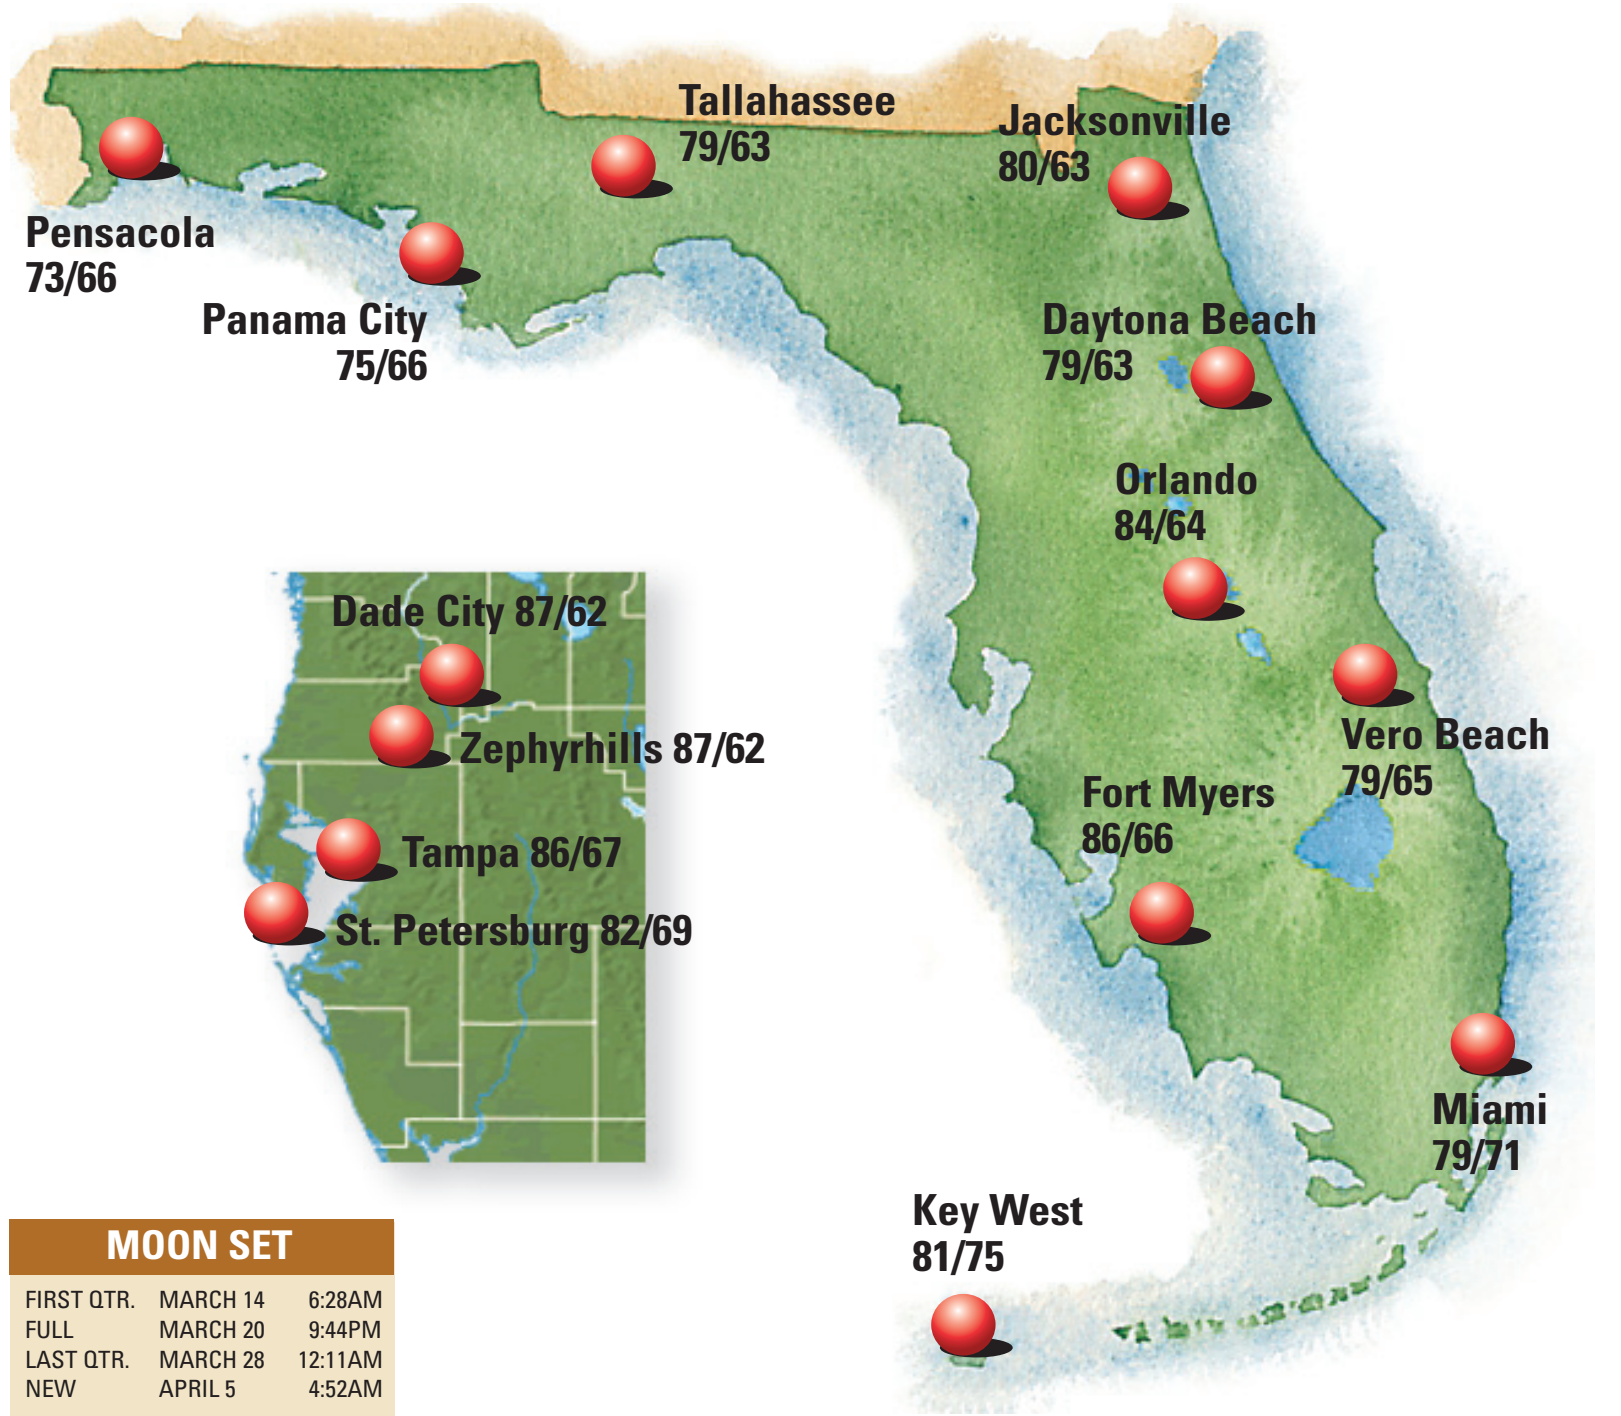 Tallahassee
79/63
Jacksonville
80/63
Pensacola
73/66
Panama City
75/66
Daytona Beach
79/63
Orlando
84/64
Dade City 87/62
Zephyrhills 87/62
Tampa 86/67
St. Petersburg 82/69
Vero Beach
79/65
Fort Myers
86/66
Miami
79/71
Key West
81/75
MOON SET
FIRST QTR. MARCH 14 6:28AM
FULL MARCH 20 9:44PM
LAST QTR. MARCH 28 12:11AM
NEW APRIL 5 4:52AM